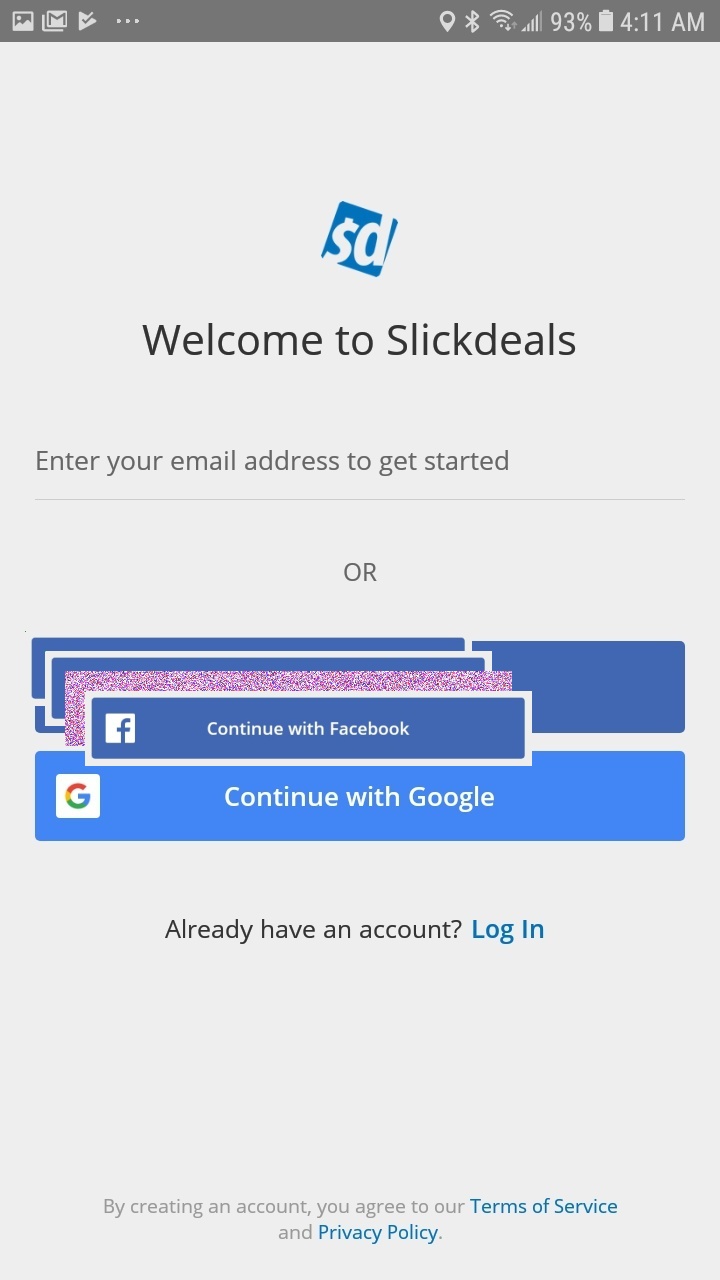 93% 4:11 AM
sd
Welcome to Slickdeals
Enter your email address to get started
OR
Continue with Facebook
Continue with Google
Already have an account? Log In
By creating an account, you agree to our Terms of Service
and Privacy Policy.